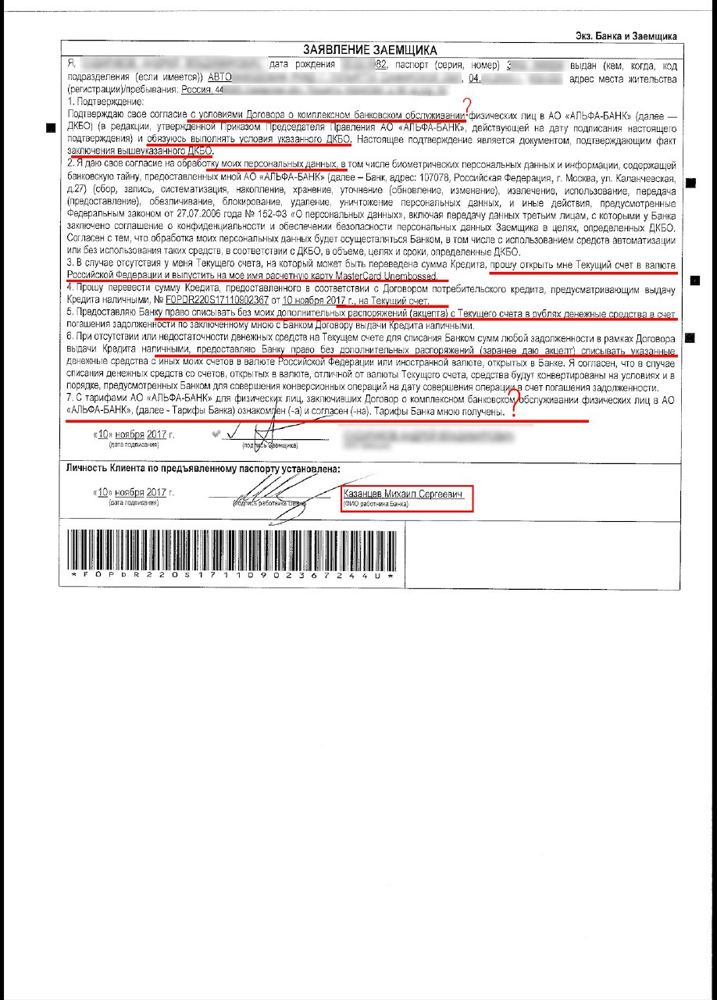 Экз. Банка и Заемщика
ЗАЯВЛЕНИЕ ЗАЕМЩИКА
Я, дата рождения 82, паспорт (серия, номер) выдан (кем, когда, код
подразделения (если имеется)) АВТО , 04. адрес места жительства
(регистрации)/пребывания: Россия, 44
1. Подтверждение:
Подтверждаю свое согласие с условиями Договора о комплексном банковском обслуживании ? физических лиц в АО «АЛЬФА-БАНК» (далее —
ДКБО) (в редакции, утвержденной Приказом Председателя Правления АО «АЛЬФА-БАНК», действующей на дату подписания настоящего
подтверждения) и обязуюсь выполнять условия указанного ДКБО. Настоящее подтверждение является документом, подтверждающим факт
заключения вышеуказанного ДКБО.
2. Я даю свое согласие на обработку моих персональных данных, в том числе биометрических персональных данных и информации, содержащей
банковскую тайну, предоставленных мной АО «АЛЬФА-БАНК» (далее – Банк, адрес: 107078, Российская Федерация, г. Москва, ул. Каланчевская,
д.27) (сбор, запись, систематизация, накопление, хранение, уточнение (обновление, изменение), извлечение, использование, передача
(предоставление), обезличивание, блокирование, удаление, уничтожение персональных данных, и иные действия, предусмотренные
Федеральным законом от 27.07.2006 года № 152-ФЗ «О персональных данных», включая передачу данных третьим лицам, с которыми у Банка
заключено соглашение о конфиденциальности и обеспечении безопасности персональных данных Заемщика в целях, определенных ДКБО.
Согласен с тем, что обработка моих персональных данных будет осуществляться Банком, в том числе с использованием средств автоматизации
или без использования таких средств, в соответствии с ДКБО, в объеме, целях и сроки, определенные ДКБО.
3. В случае отсутствия у меня Текущего счета, на который может быть переведена сумма Кредита, прошу открыть мне Текущий счет в валюте
Российской Федерации и выпустить на мое имя расчетную карту MasterCard Unembossed.
4. Прошу перевести сумму Кредита, предоставленного в соответствии с Договором потребительского кредита, предусматривающим выдачу
Кредита наличными, № F0PDR220S17110902367 от 10 ноября 2017 г., на Текущий счет.
5. Предоставляю Банку право списывать без моих дополнительных распоряжений (акцепта) с Текущего счета в рублях денежные средства в счет
погашения задолженности по заключенному мною с Банком Договору выдачи Кредита наличными.
6. При отсутствии или недостаточности денежных средств на Текущем счете для списания Банком сумм любой задолженности в рамках Договора
выдачи Кредита наличными, предоставляю Банку право без дополнительных распоряжений (заранее даю акцепт) списывать указанные
денежные средства с иных моих счетов в валюте Российской Федерации или иностранной валюте, открытых в Банке. Я согласен, что в случае
списания денежных средств со счетов, открытых в валюте, отличной от валюты Текущего счета, средства будут конвертированы на условиях и в
порядке, предусмотренных Банком для совершения конверсионных операций на дату совершения операции в счет погашения задолженности.
7. С тарифами АО «АЛЬФА-БАНК» для физических лиц, заключивших Договор о комплексном банковском обслуживании физических лиц в АО
«АЛЬФА-БАНК», (далее - Тарифы Банка) ознакомлен (-а) и согласен (-на). Тарифы Банка мною получены. ?
«10» ноября 2017 г.
(дата подписания) (подпись Заемщика)
Личность Клиента по предъявленному паспорту установлена:
«10» ноября 2017 г. Казанцев Михаил Сергеевич
(дата подписания) (подпись работника Банка) (ФИО работника Банка)
*F0PDR220S17110902367244U*